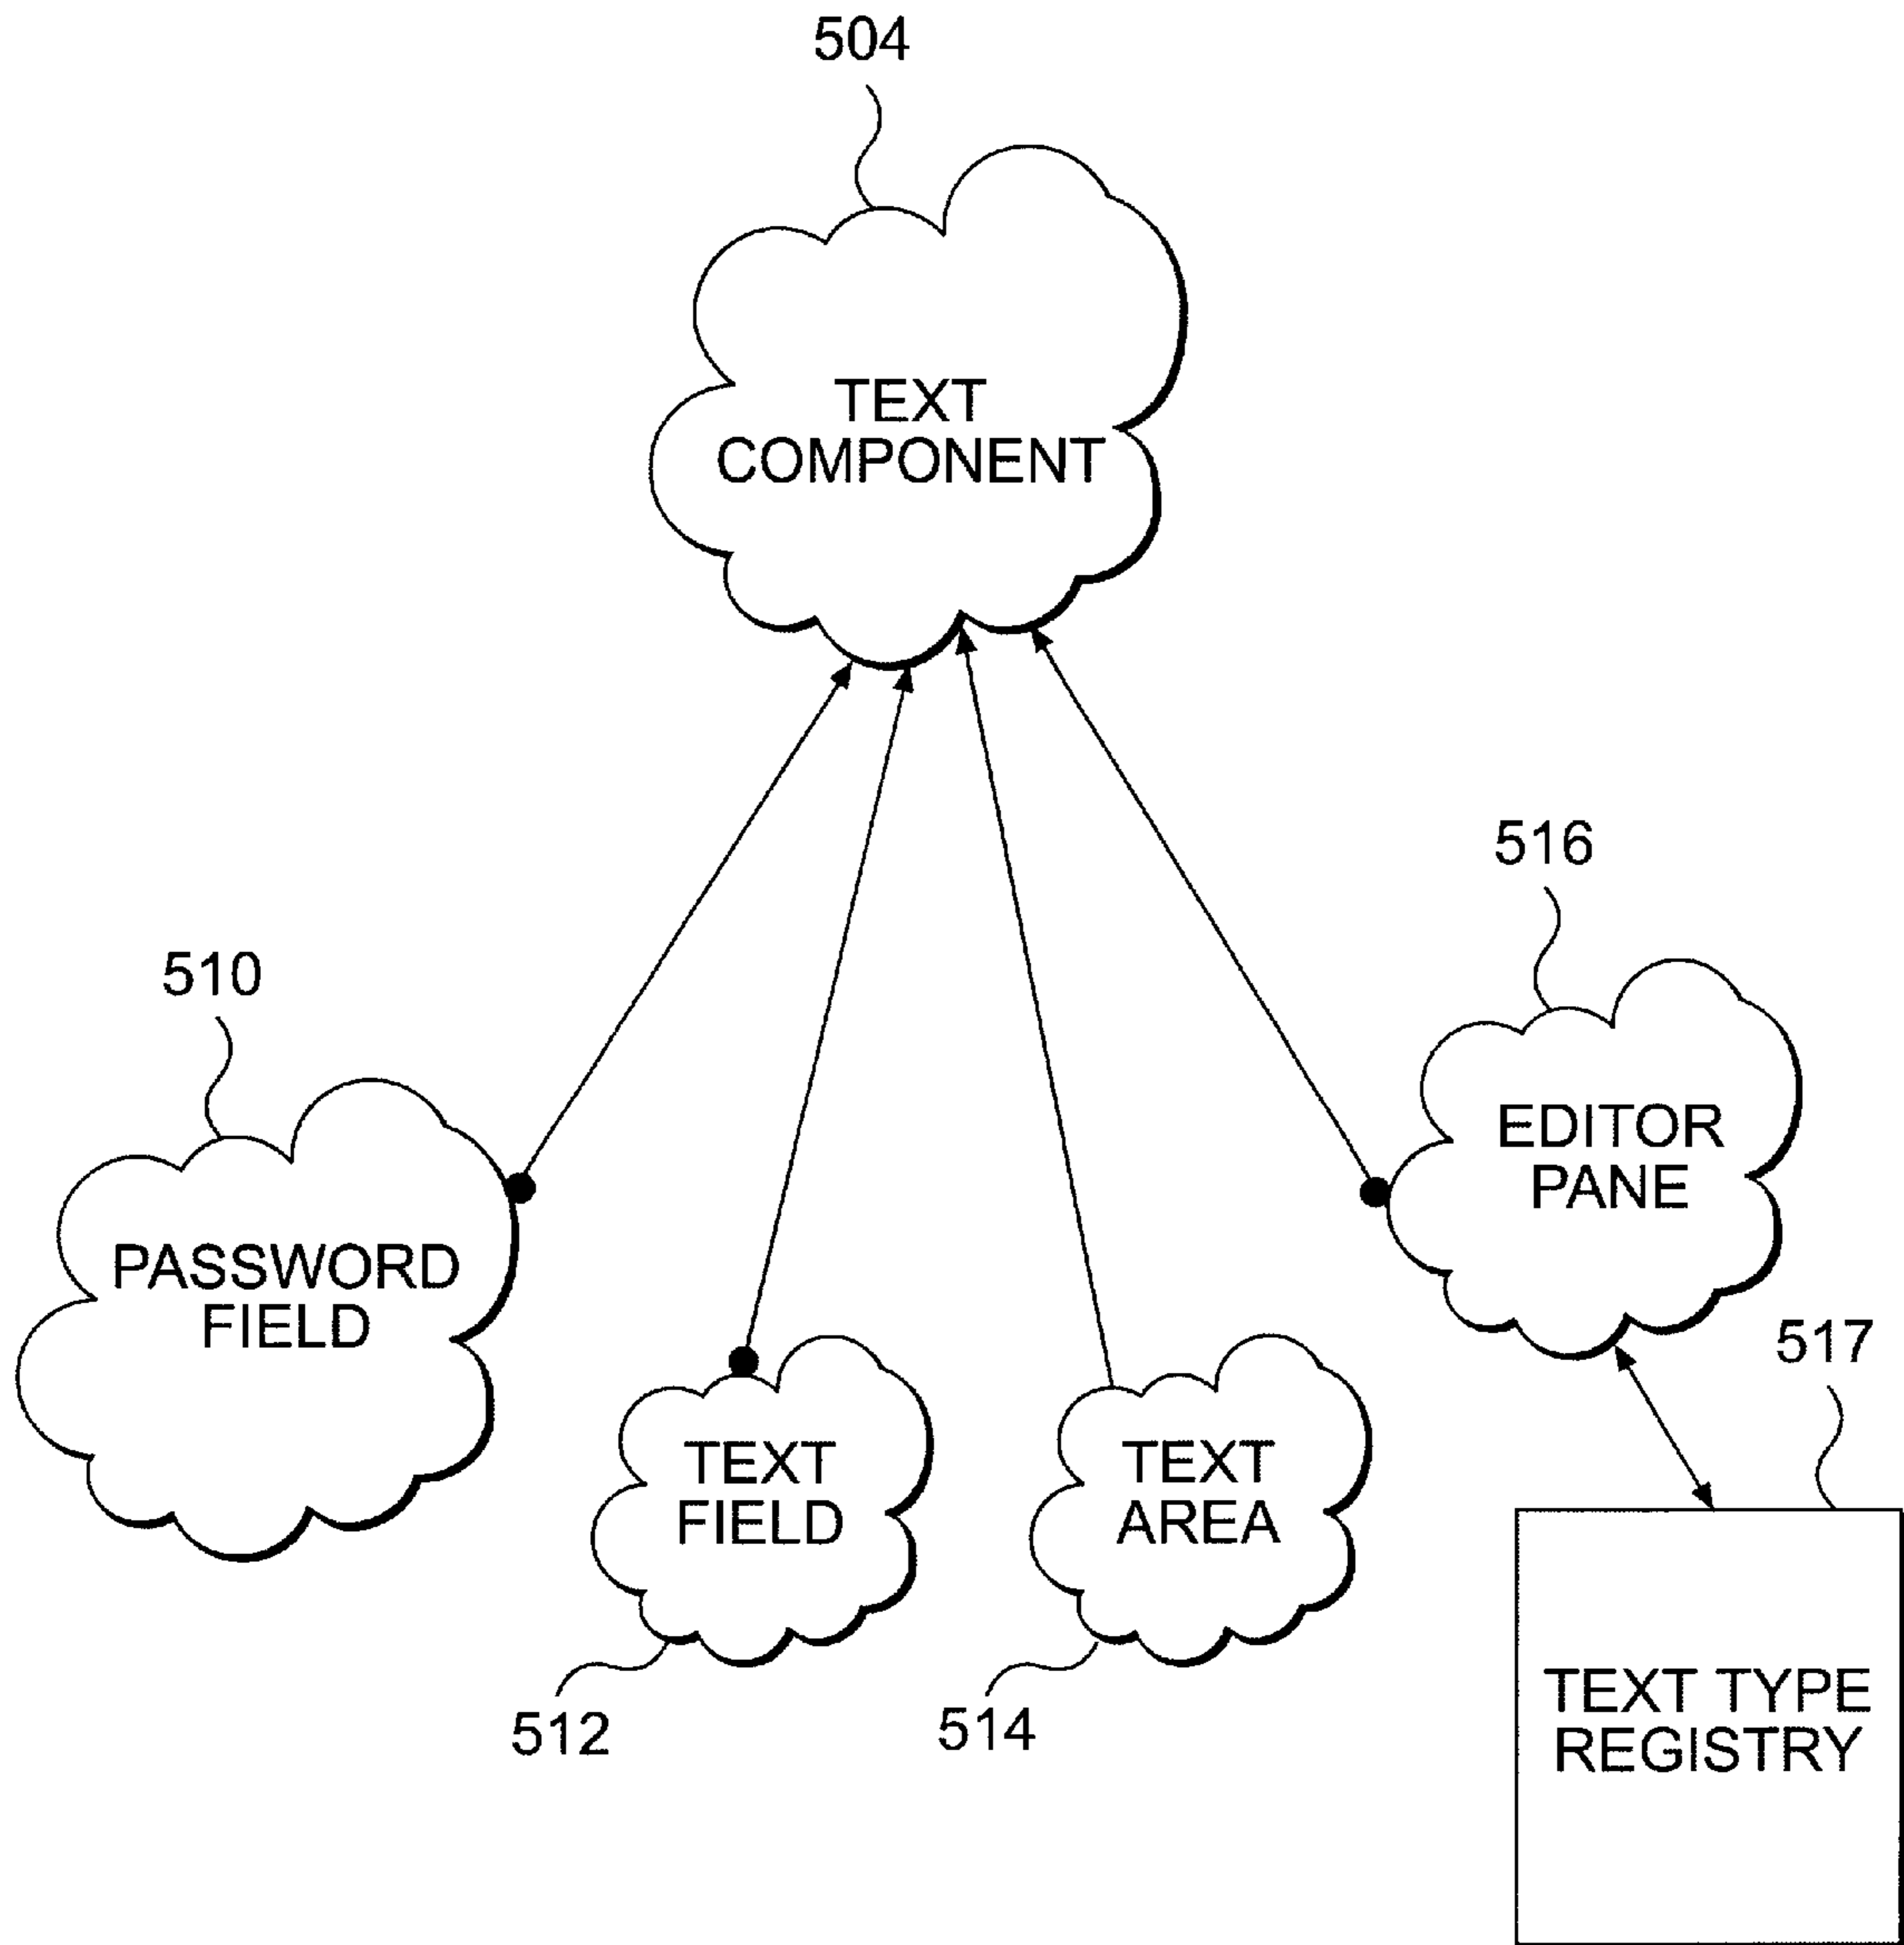 504
TEXT
COMPONENT
516
510
EDITOR
PANE
PASSWORD
FIELD
517
TEXT
FIELD
TEXT
AREA
TEXT TYPE
REGISTRY
512
514